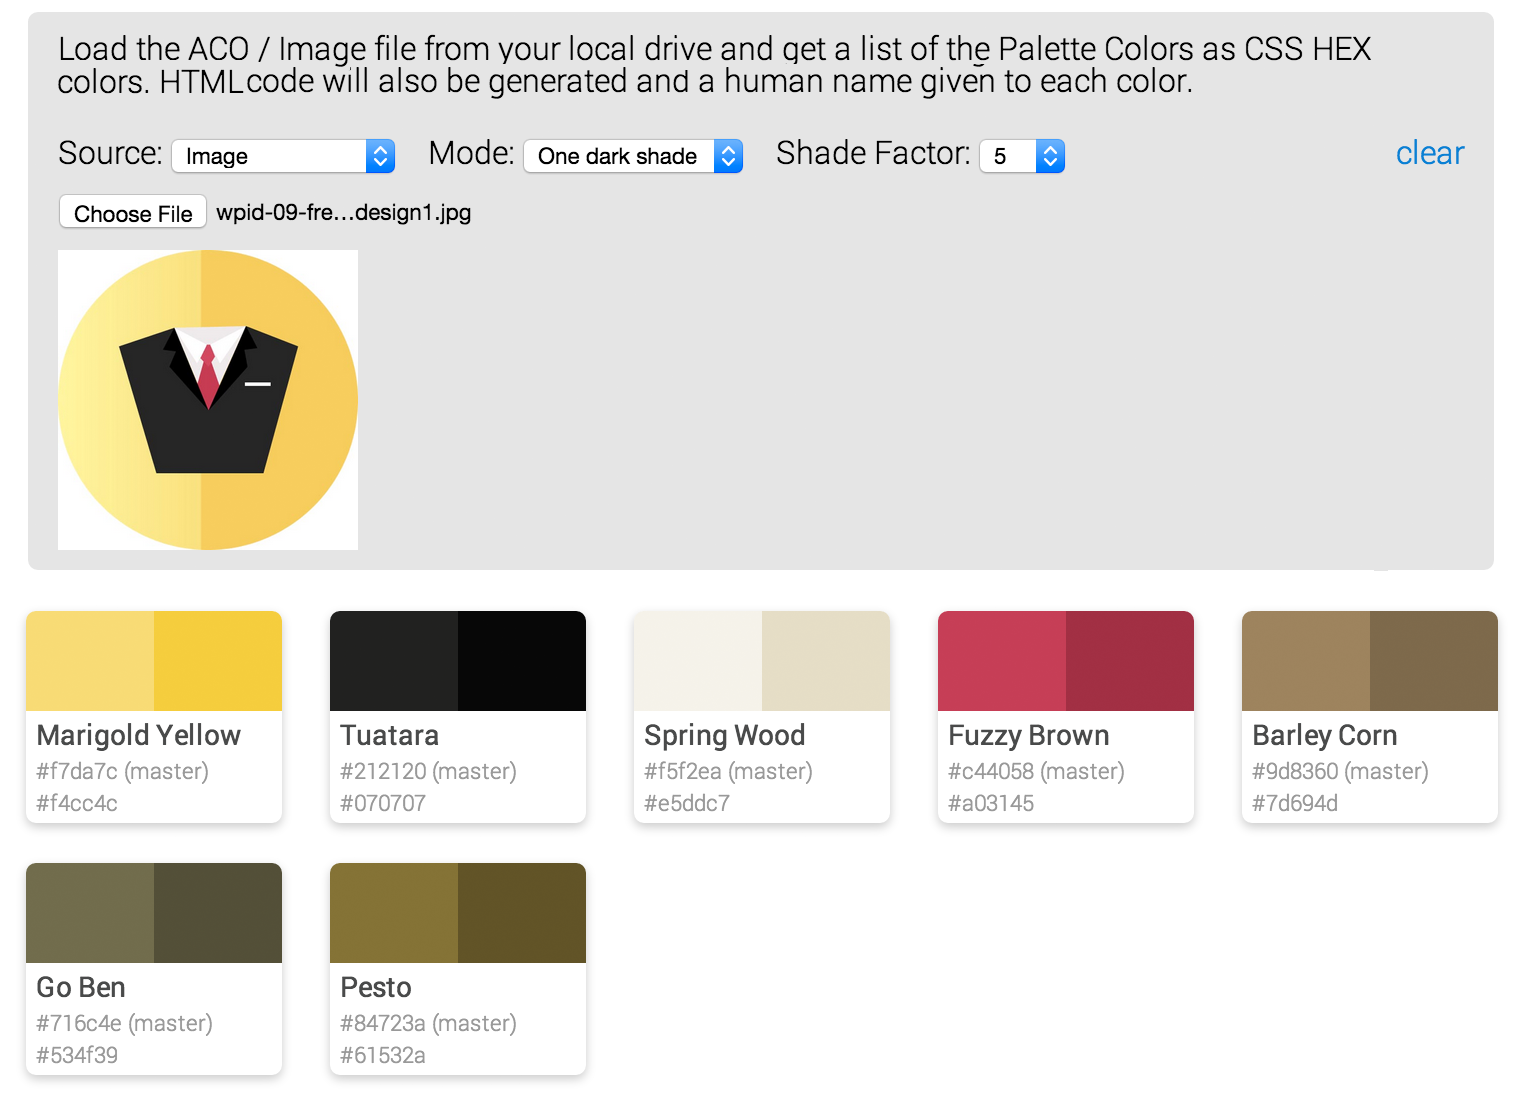 Load the ACO / Image file from your local drive and get a list of the Palette Colors as CSS HEX
colors. HTML code will also be generated and a human name given to each color.
Source: Image Mode: One dark shade Shade Factor: 5 clear
Choose File wpid-09-fre...design1.jpg
Marigold Yellow Tuatara Spring Wood Fuzzy Brown Barley Corn
#f7da7c (master) #212120 (master) #f5f2ea (master) #c44058 (master) #9d8360 (master)
#f4cc4c #070707 #e5ddc7 #a03145 #7d694d
Go Ben Pesto
#716c4e (master) #84723a (master)
#534f39 #61532a